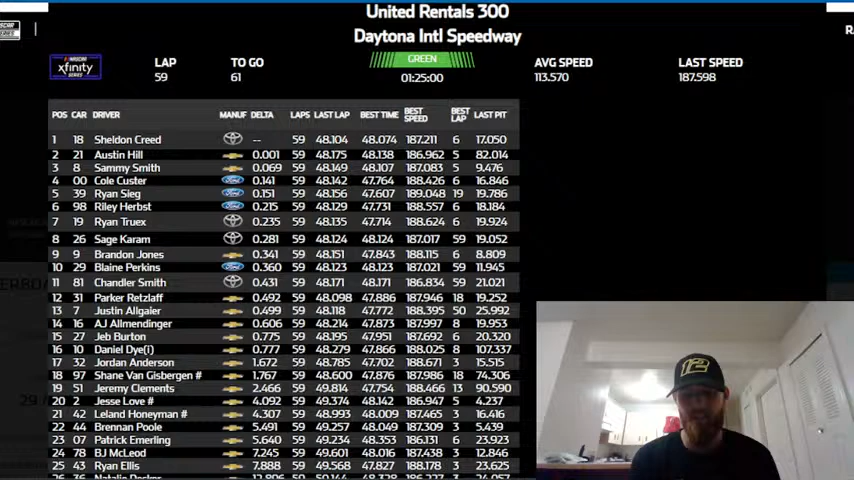 United Rentals 300
Daytona Intl Speedway
xfinity
SERIES
LAP TO GO GREEN AVG SPEED LAST SPEED
59 61 01:25:00 113.570 187.598
POS CAR DRIVER MANUF DELTA LAPS LAST LAP BEST TIME BEST SPEED BEST LAP LAST PIT
1 18 Sheldon Creed -- 59 48.104 48.074 187.211 6 17.050
2 21 Austin Hill 0.001 59 48.175 48.138 186.962 5 82.014
3 8 Sammy Smith 0.069 59 48.149 48.107 187.083 5 9.476
4 00 Cole Custer 0.141 59 48.142 47.764 188.426 6 16.846
5 39 Ryan Sieg 0.151 59 48.156 47.607 189.048 19 19.786
6 98 Riley Herbst 0.215 59 48.129 47.731 188.557 6 18.184
7 19 Ryan Truex 0.235 59 48.135 47.714 188.624 6 19.924
8 26 Sage Karam 0.281 59 48.124 48.124 187.017 59 19.052
9 9 Brandon Jones 0.341 59 48.151 47.843 188.115 6 8.809
10 29 Blaine Perkins 0.360 59 48.123 48.123 187.021 59 11.945
11 81 Chandler Smith 0.431 59 48.171 48.171 186.834 59 21.021
12 31 Parker Retzlaff 0.492 59 48.098 47.886 187.946 18 19.252
13 7 Justin Allgaier 0.499 59 48.118 47.772 188.395 50 25.992
14 16 AJ Allmendinger 0.606 59 48.214 47.873 187.997 8 19.953
15 27 Jeb Burton 0.775 59 48.195 47.951 187.692 6 20.320
16 10 Daniel Dye(i) 0.777 59 48.279 47.866 188.025 8 107.337
17 32 Jordan Anderson 1.672 59 48.785 47.702 188.671 3 15.515
18 97 Shane Van Gisbergen # 1.767 59 48.600 47.876 187.986 18 74.306
19 51 Jeremy Clements 2.466 59 49.814 47.754 188.466 13 90.590
20 2 Jesse Love # 4.092 59 49.374 48.142 186.947 5 4.237
21 42 Leland Honeyman # 4.307 59 48.993 48.009 187.465 3 16.416
22 44 Brennan Poole 5.491 59 49.257 48.049 187.309 3 5.439
23 07 Patrick Emerling 5.640 59 49.234 48.353 186.131 6 23.923
24 78 BJ McLeod 7.245 59 49.601 48.016 187.438 3 12.846
25 43 Ryan Ellis 7.888 59 49.568 47.827 188.178 3 23.625
12